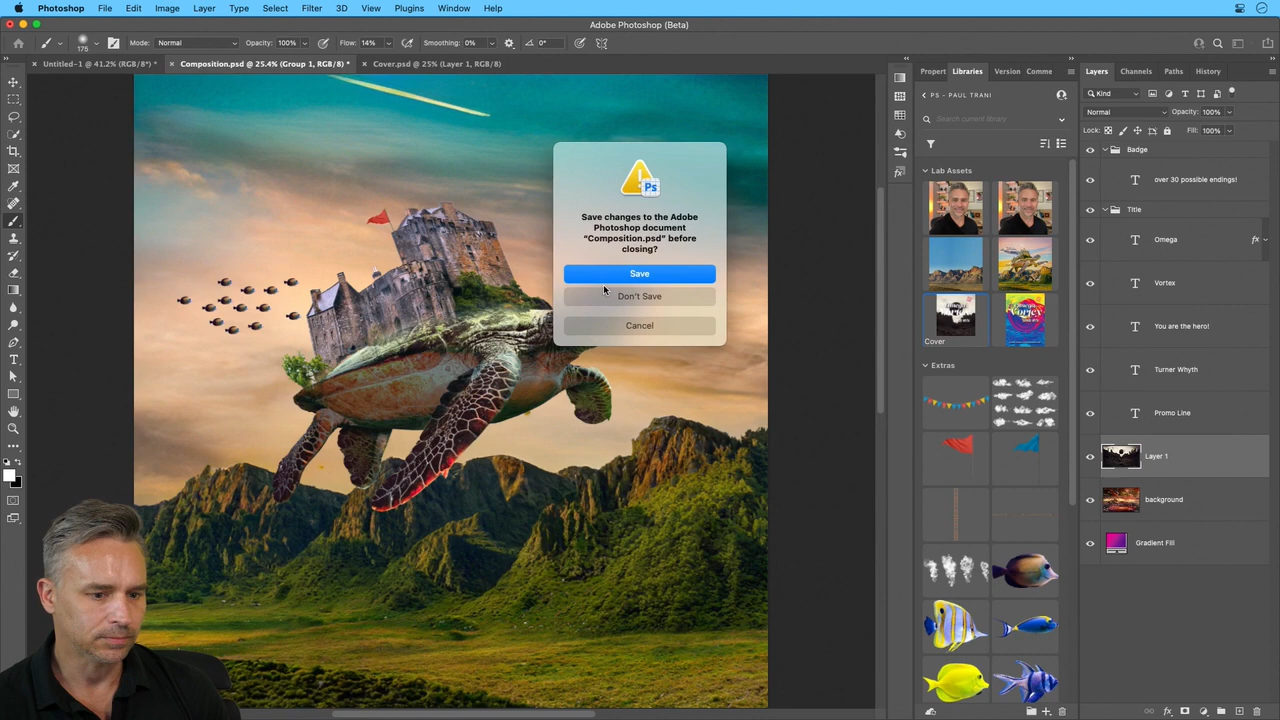 Photoshop File Edit Image Layer Type Select Filter 3D View Plugins Window Help
Adobe Photoshop (Beta)
175 Mode: Normal Opacity: 100% Flow: 14% Smoothing: 0% 0°
Untitled-1 @ 41.2% (RGB/8*) * Composition.psd @ 25.4% (Group 1, RGB/8) * Cover.psd @ 25% (Layer 1, RGB/8)
Propert Libraries Version Comme
PS - PAUL TRANI
Search current library
Lab Assets
Cover
Extras
Layers Channels Paths History
Kind
Normal Opacity: 100%
Lock: Fill: 100%
Badge
over 30 possible endings!
Title
Omega fx
Vortex
You are the hero!
Turner Whyth
Promo Line
Layer 1
background
Gradient Fill
Ps
Save changes to the Adobe
Photoshop document
“Composition.psd” before
closing?
Save
Don't Save
Cancel